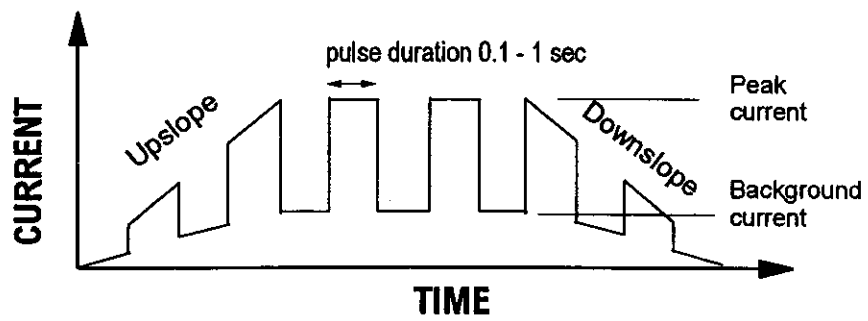 pulse duration 0.1 - 1 sec
Peak
current
Upslope
Downslope
Background
current
CURRENT
TIME